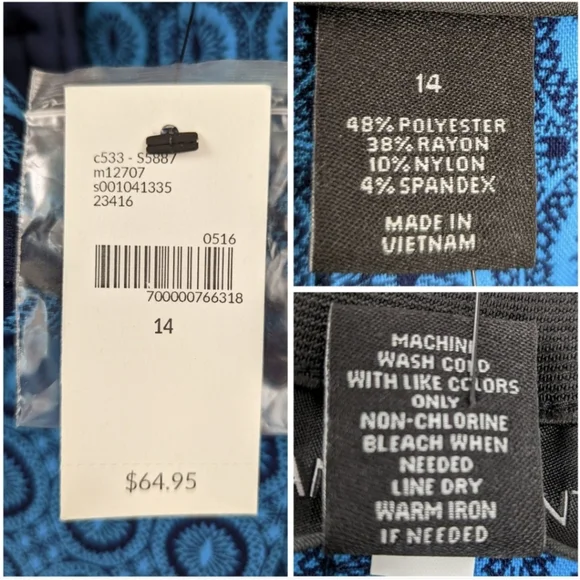 c533 - S5887
m12707
s001041335
23416
0516
700000766318
14
$64.95
14
48% POLYESTER
38% RAYON
10% NYLON
4% SPANDEX
MADE IN
VIETNAM
MACHINE
WASH COLD
WITH LIKE COLORS
ONLY
NON-CHLORINE
BLEACH WHEN
NEEDED
LINE DRY
WARM IRON
IF NEEDED